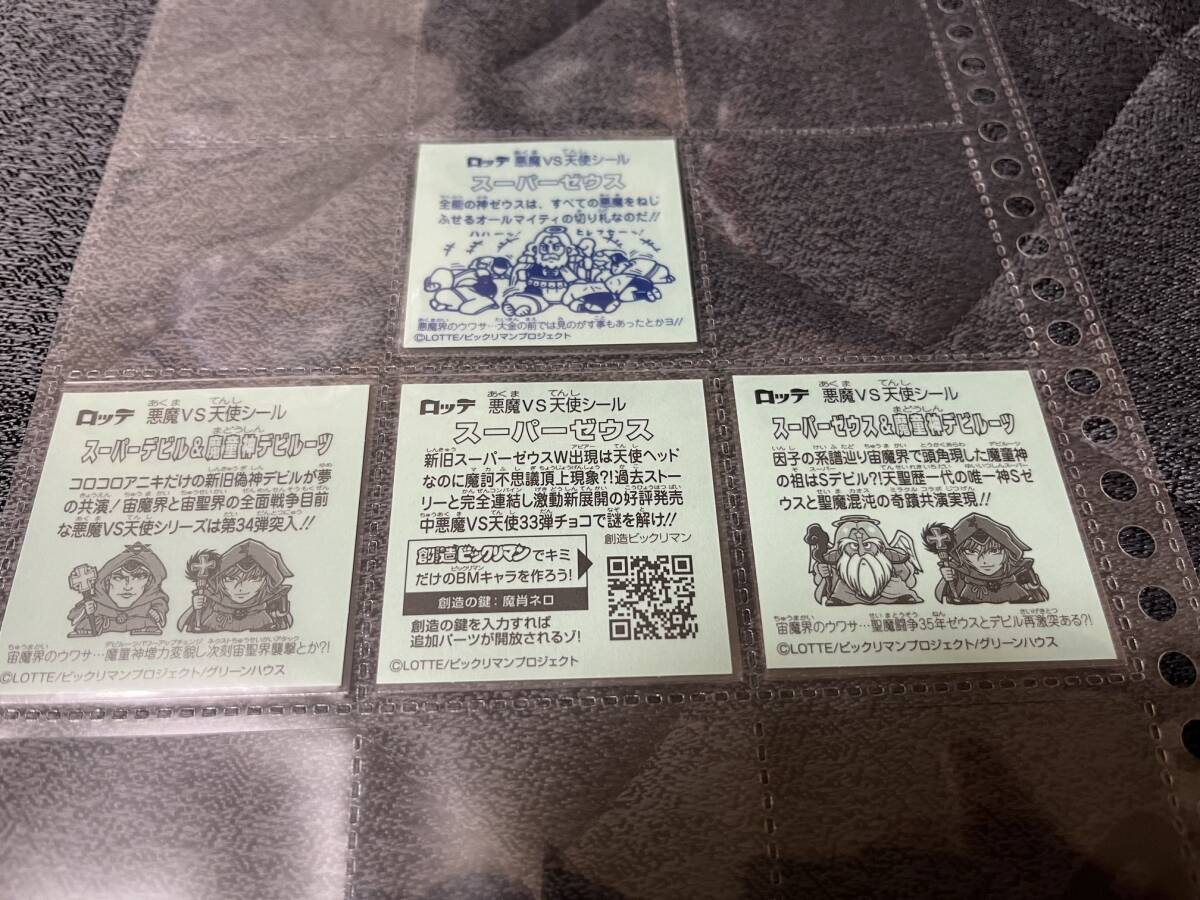 ロッテ 悪魔VS天使シール
スーパーゼウス
全能の神ゼウスは、すべての悪魔をねじ
ふせるオールマイティの切り札なのだ!!
悪魔界のウワサ…大金の前では見のがす事もあったとかヨ!!
©LOTTE/ビックリマンプロジェクト
ロッテ 悪魔VS天使シール
スーパーデビル&魔童神デビルーツ
コロコロアニキだけの新旧偽神デビルが夢
の共演!宙魔界と宙聖界の全面戦争目前
な悪魔VS天使シリーズは第34弾突入!!
宙魔界のウワサ…魔童神増力変貌し次刻宙聖界襲撃とか?!
©LOTTE/ビックリマンプロジェクト/グリーンハウス
ロッテ 悪魔VS天使シール
スーパーゼウス
新旧スーパーゼウスW出現は天使ヘッド
なのに魔訶不思議頂上現象?!過去ストー
リーと完全連結し激動新展開の好評発売
中悪魔VS天使33弾チョコで謎を解け!!
創造ビックリマンでキミ
だけのBMキャラを作ろう!
創造の鍵:魔肖ネロ
創造の鍵を入力すれば
追加パーツが開放されるゾ!
創造ビックリマン
©LOTTE/ビックリマンプロジェクト
ロッテ 悪魔VS天使シール
スーパーゼウス&魔童神デビルーツ
因子の系譜辿り宙魔界で頭角現した魔童神
の祖はSデビル?!天聖歴一代の唯一神Sゼ
ウスと聖魔混沌の奇蹟共演実現!!
宙魔界のウワサ…聖魔闘争35年ゼウスとデビル再激突ある?!
©LOTTE/ビックリマンプロジェクト/グリーンハウス